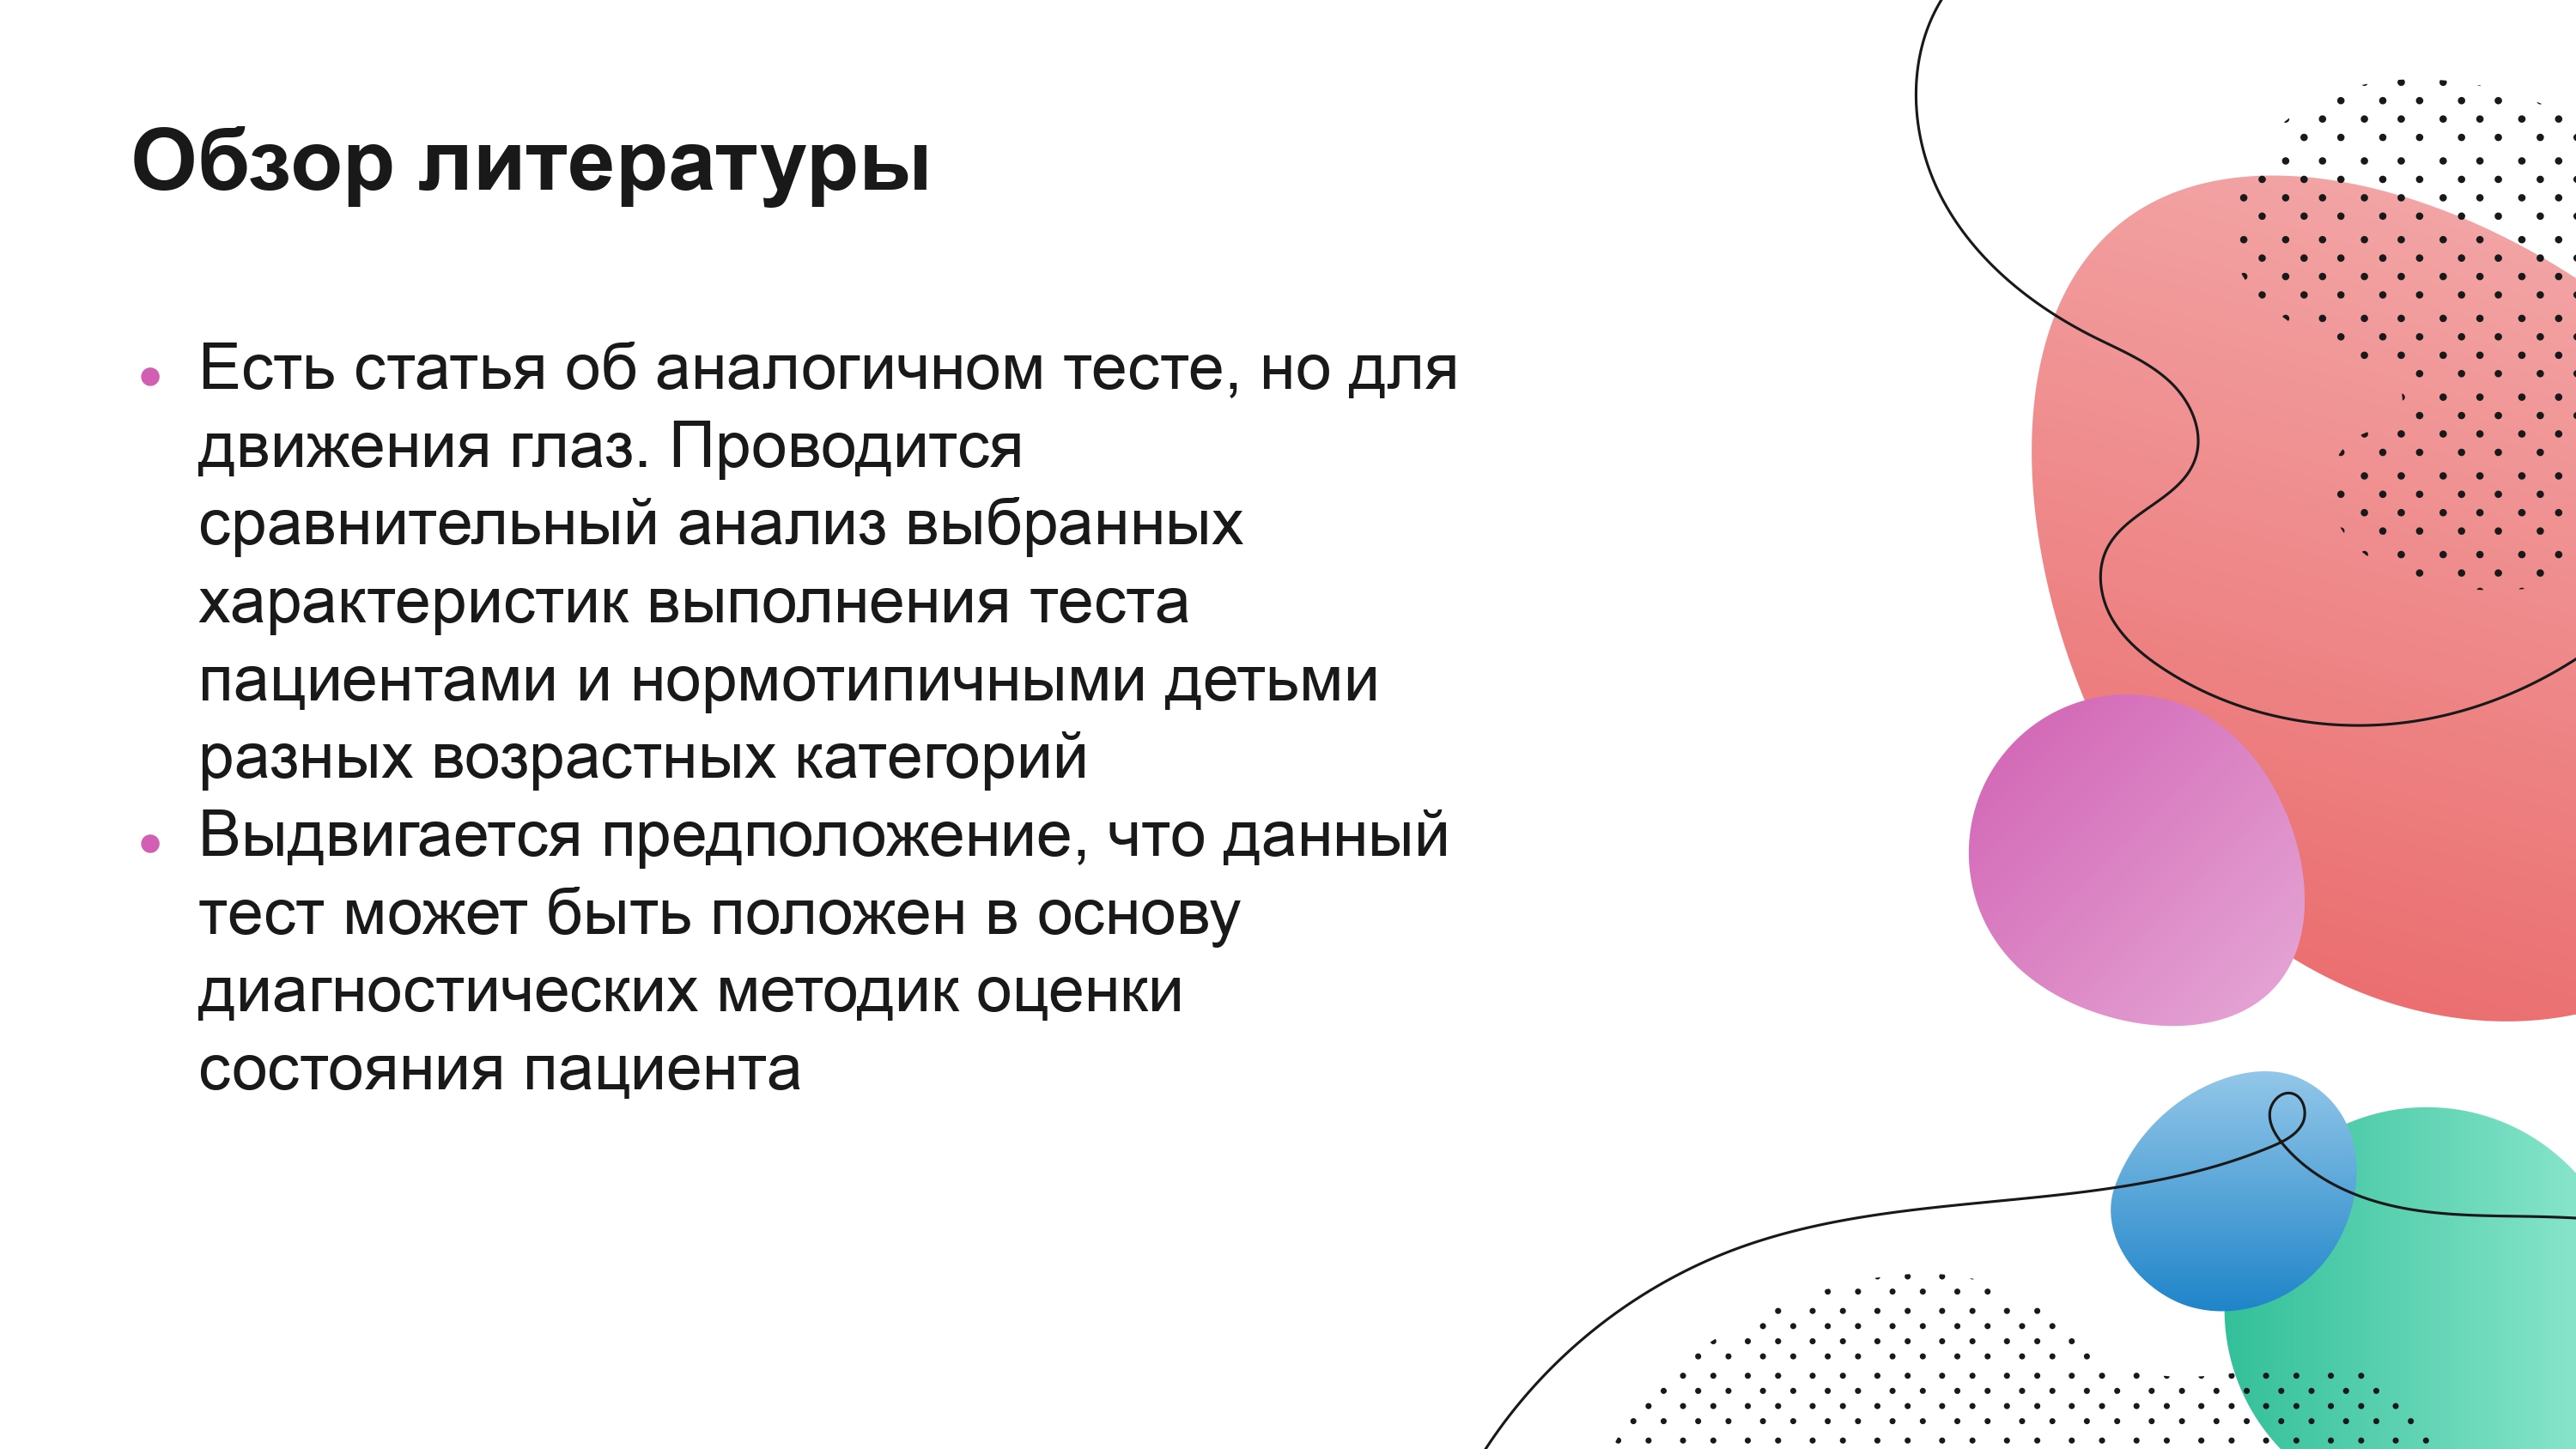 Обзор литературы
Есть статья об аналогичном тесте, но для
движения глаз. Проводится
сравнительный анализ выбранных
характеристик выполнения теста
пациентами и нормотипичными детьми
разных возрастных категорий
Выдвигается предположение, что данный
тест может быть положен в основу
диагностических методик оценки
состояния пациента